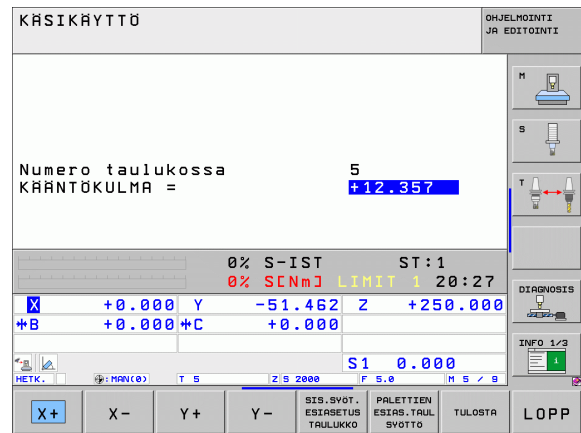 KÄSIKÄYTTÖ
OHJELMOINTI
JA EDITOINTI
M
S
Numero taulukossa 5
KÄÄNTÖKULMA = +12.357
T
0% S-IST ST:1
0% S[Nm] LIMIT 1 20:27
DIAGNOSIS
X +0.000 Y -51.462 Z +250.000
*B +0.000 *C +0.000
INFO 1/3
S1 0.000
HETK. MAN(0) T 5 Z S 2000 F 5.0 M 5 / 9
X+ X- Y+ Y- SIS.SYÖT. ESIASETUS TAULUKKO PALETTIEN ESIAS.TAUL SYÖTTÖ TULOSTA LOPP